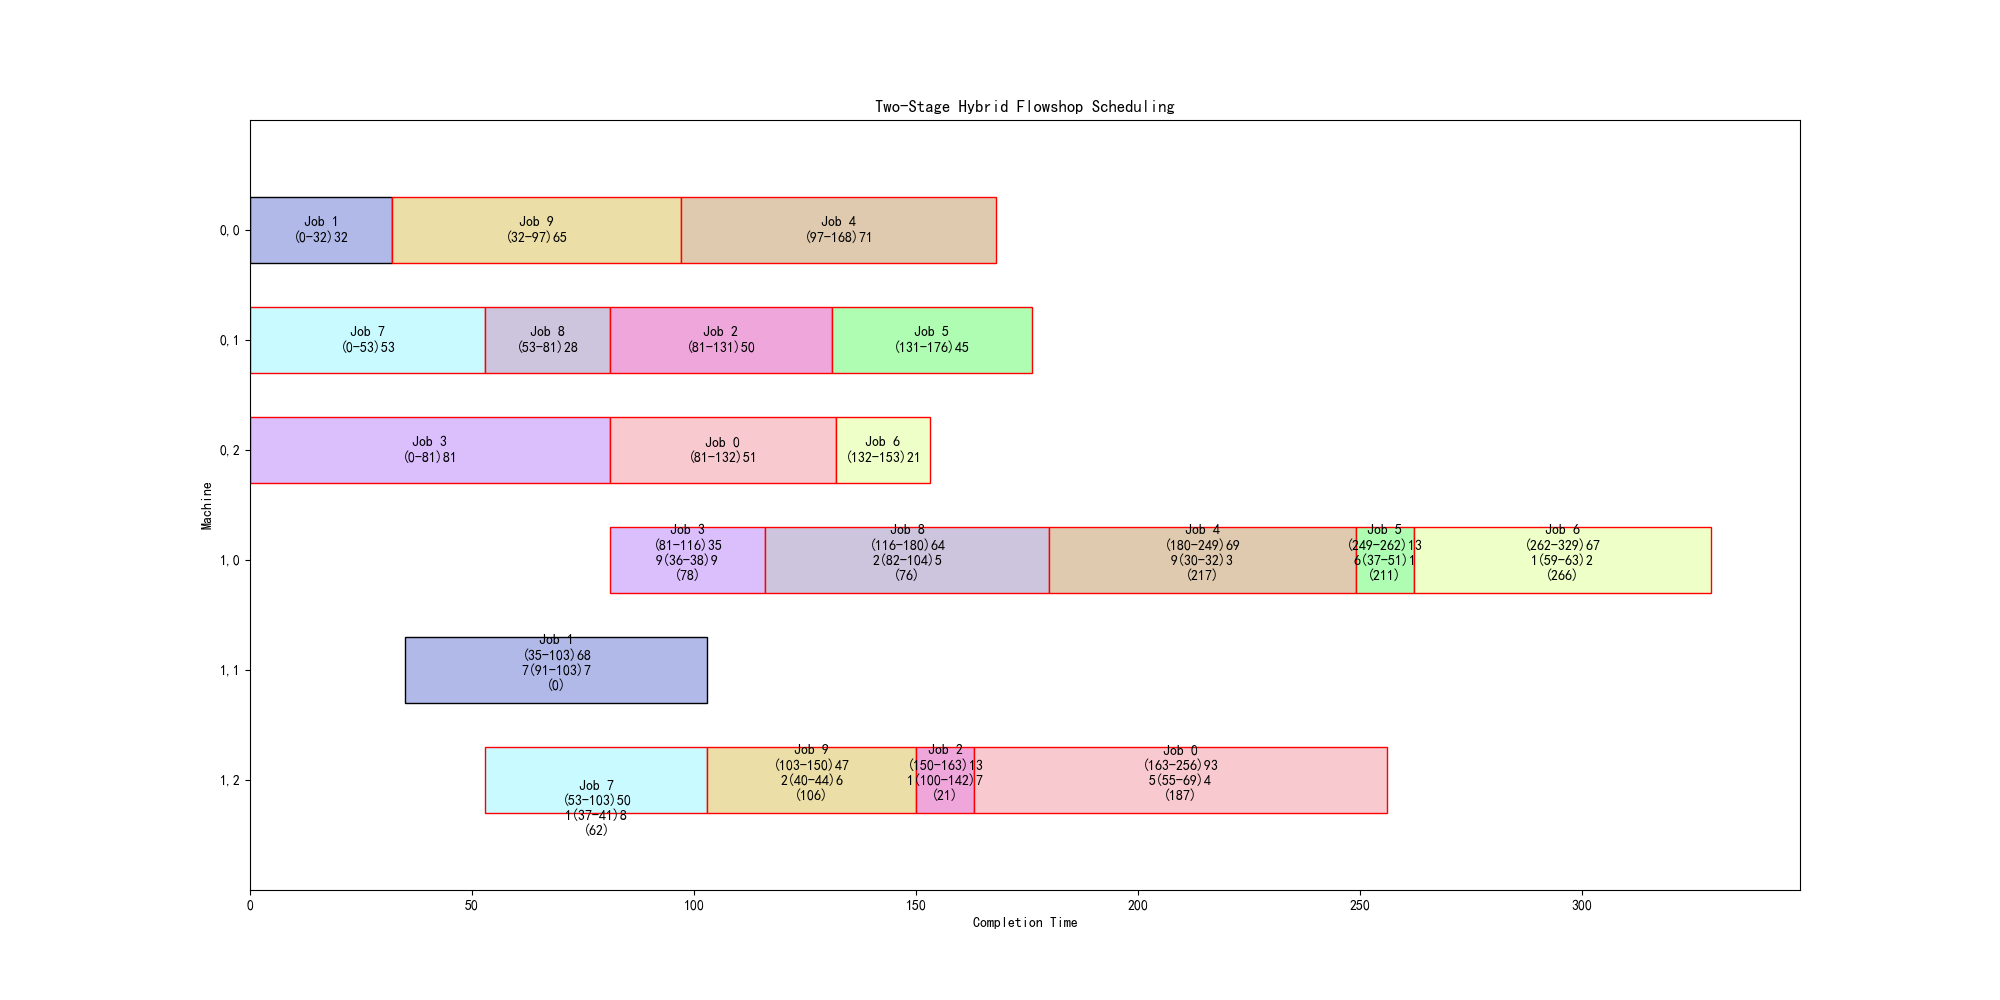 Two-Stage Hybrid Flowshop Scheduling
0,0
Job 1
(0-32)32
Job 9
(32-97)65
Job 4
(97-168)71
0,1
Job 7
(0-53)53
Job 8
(53-81)28
Job 2
(81-131)50
Job 5
(131-176)45
0,2
Job 3
(0-81)81
Job 0
(81-132)51
Job 6
(132-153)21
Machine
1,0
Job 3
(81-116)35
9(36-38)9
(78)
Job 8
(116-180)64
2(82-104)5
(76)
Job 4
(180-249)69
9(30-32)3
(217)
Job 5
(249-262)13
6(37-51)1
(211)
Job 6
(262-329)67
1(59-63)2
(266)
1,1
Job 1
(35-103)68
7(91-103)7
(0)
1,2
Job 7
(53-103)50
1(37-41)8
(62)
Job 9
(103-150)47
2(40-44)6
(106)
Job 2
(150-163)13
1(100-142)7
(21)
Job 0
(163-256)93
5(55-69)4
(187)
0 50 100 150 200 250 300
Completion Time